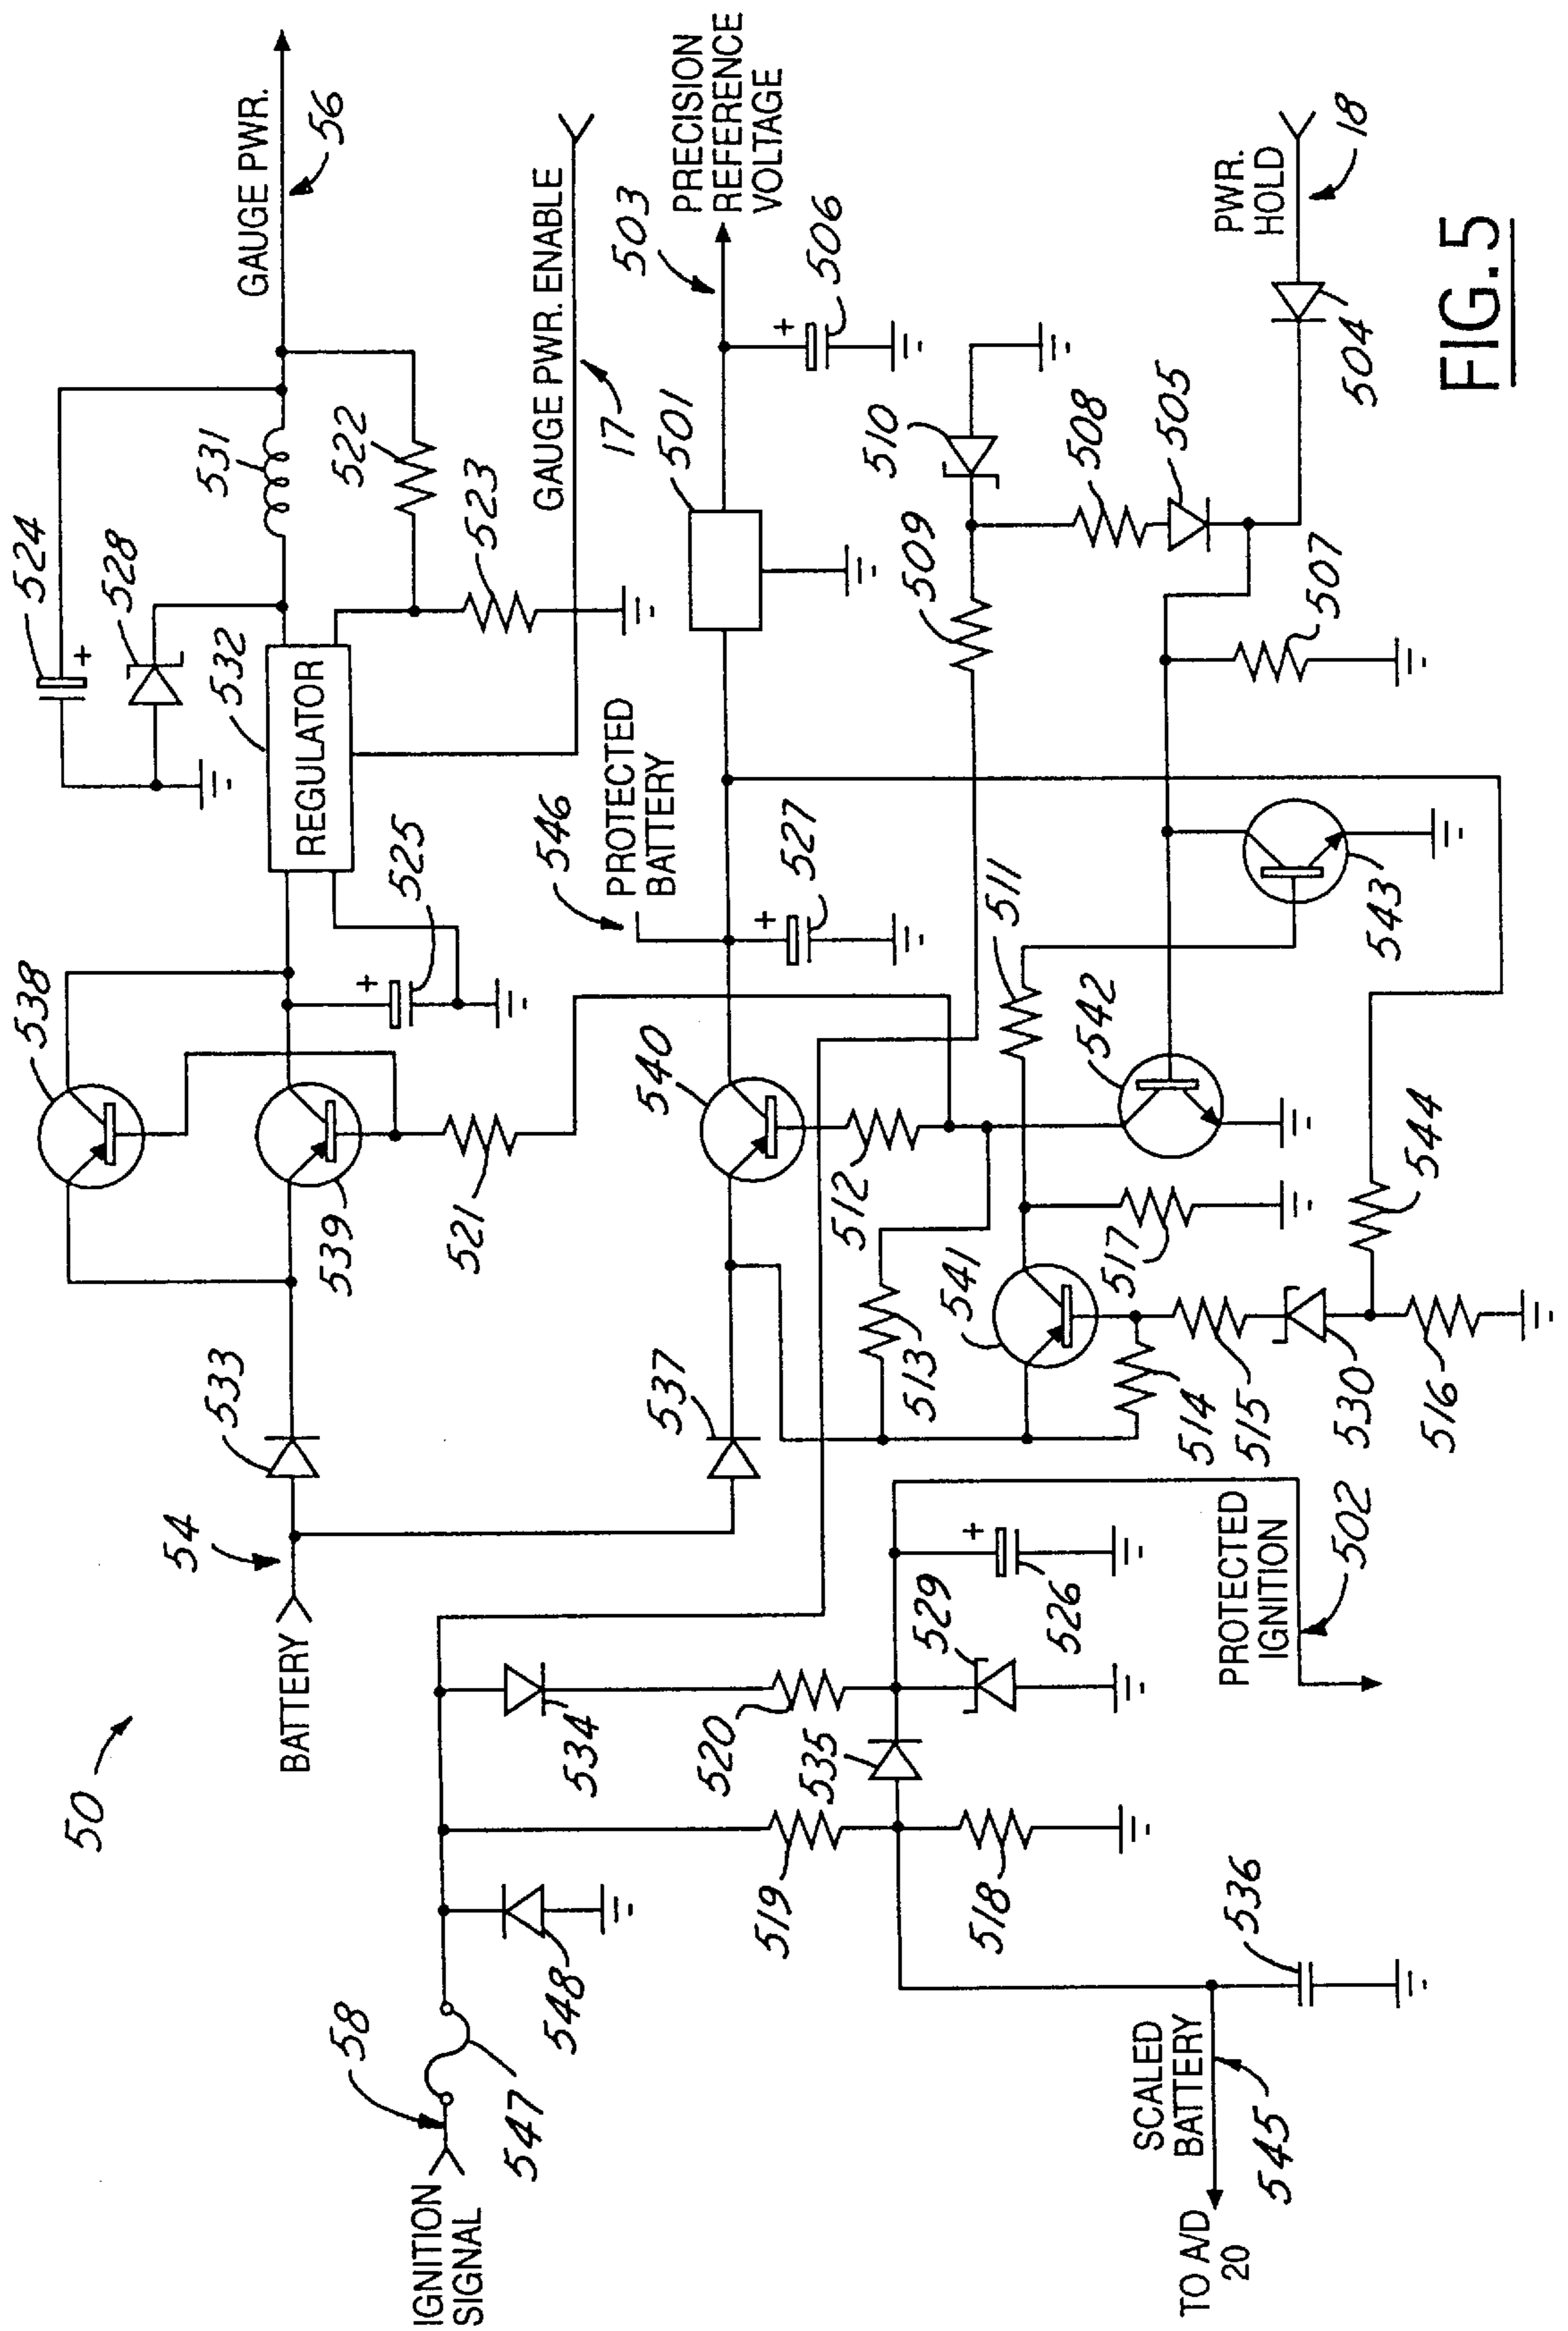 50
BATTERY
54
533
538
539
521
525
524
528
532
REGULATOR
531
522
523
GAUGE PWR.
56
GAUGE PWR. ENABLE
17
537
540
546
PROTECTED
BATTERY
527
501
503
PRECISION
REFERENCE
VOLTAGE
506
IGNITION
SIGNAL
58
547
548
534
519
520
535
518
529
526
536
SCALED
BATTERY
545
TO A/D
20
PROTECTED
IGNITION
502
512
513
541
514
515
530
516
517
544
511
542
543
509
510
508
505
507
504
PWR.
HOLD
18
FIG.5